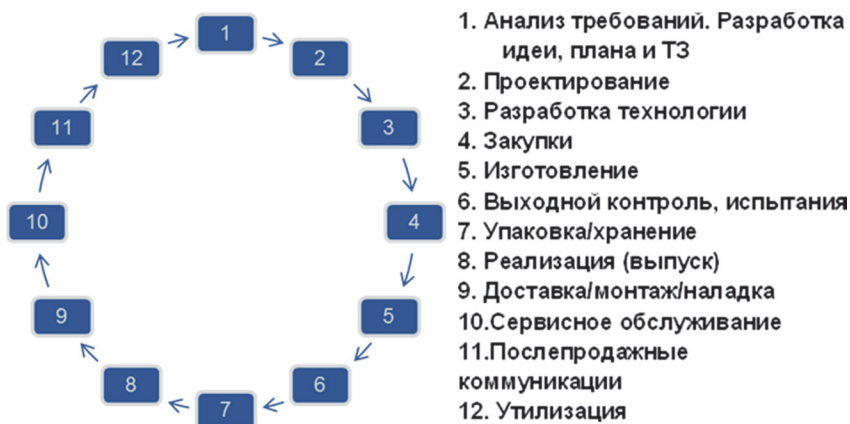 1
2
3
4
5
6
7
8
9
10
11
12
1. Анализ требований. Разработка
идеи, плана и ТЗ
2. Проектирование
3. Разработка технологии
4. Закупки
5. Изготовление
6. Выходной контроль, испытания
7. Упаковка/хранение
8. Реализация (выпуск)
9. Доставка/монтаж/наладка
10.Сервисное обслуживание
11.Послепродажные
коммуникации
12. Утилизация